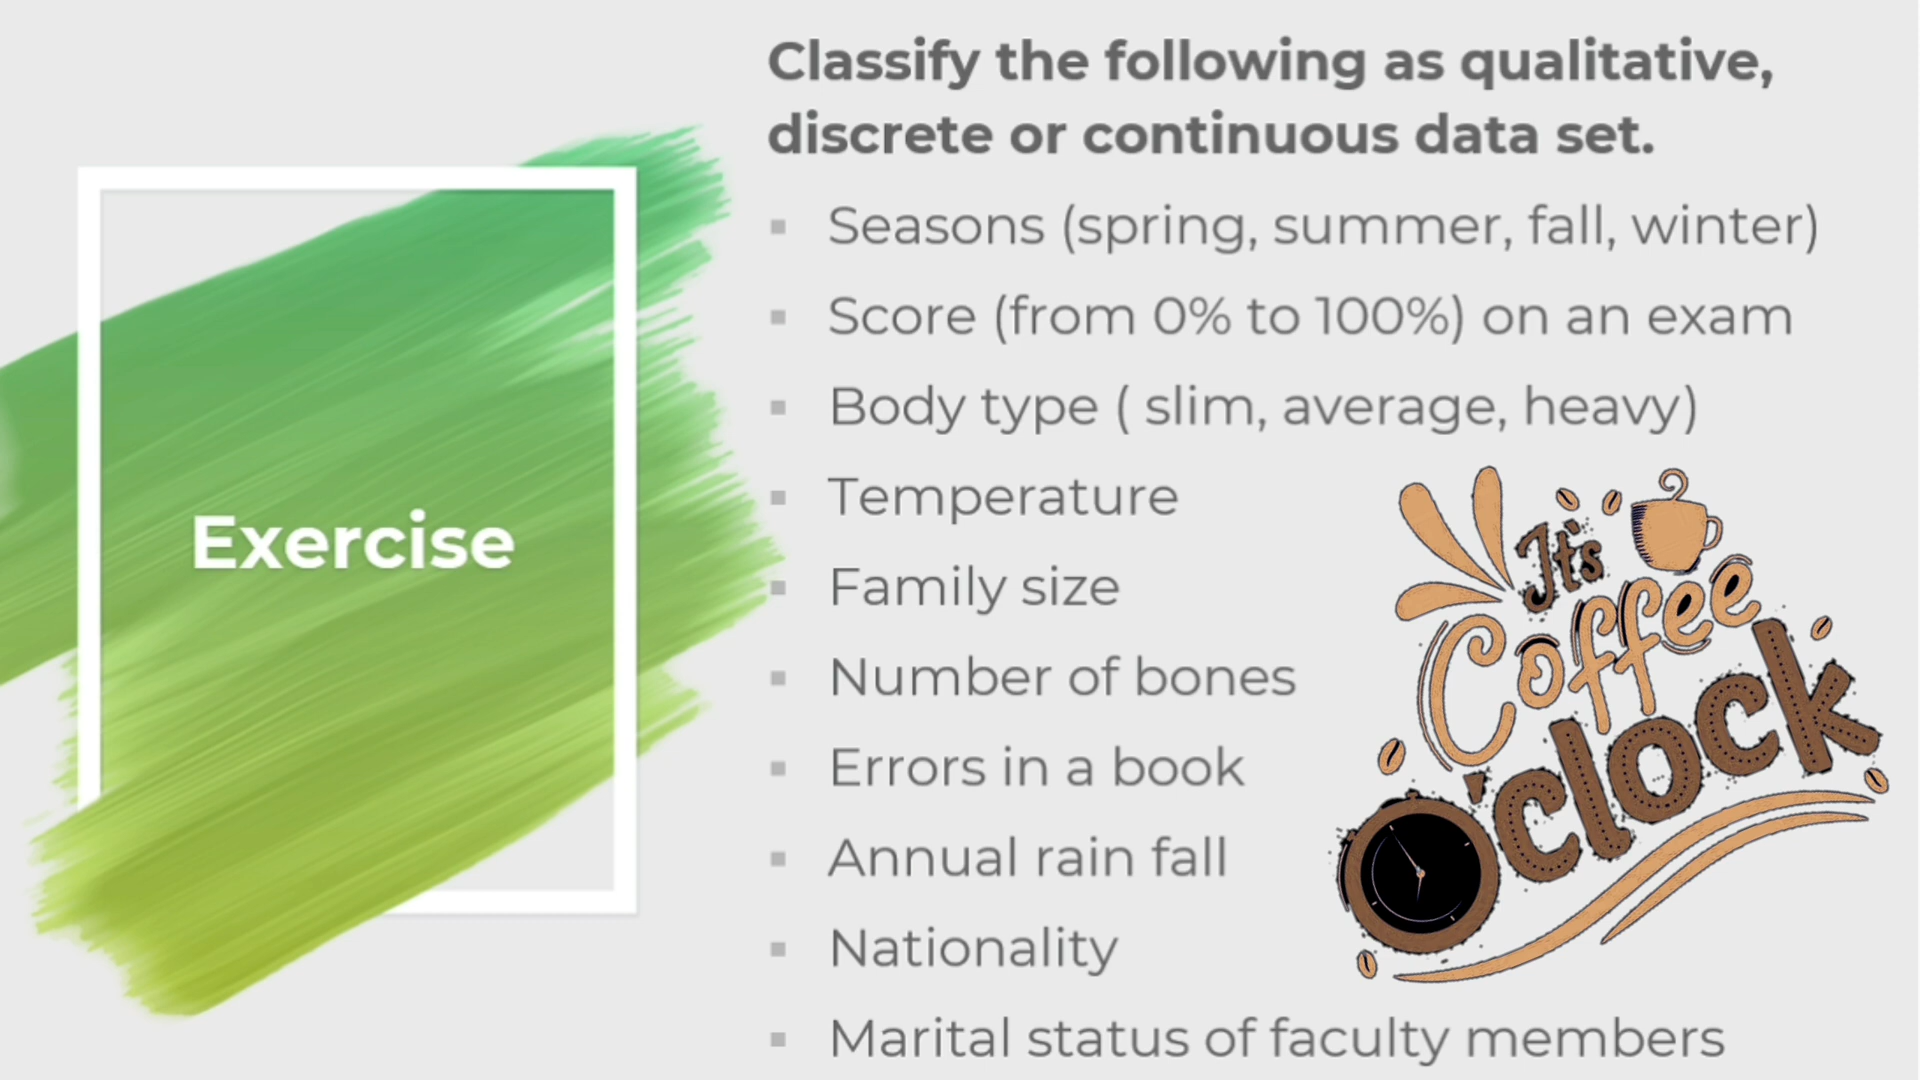 Classify the following as qualitative,
discrete or continuous data set.
▪ Seasons (spring, summer, fall, winter)
▪ Score (from 0% to 100%) on an exam
▪ Body type ( slim, average, heavy)
▪ Temperature
▪ Family size
▪ Number of bones
▪ Errors in a book
▪ Annual rain fall
▪ Nationality
▪ Marital status of faculty members
Exercise
It's
Coffee
O'clock